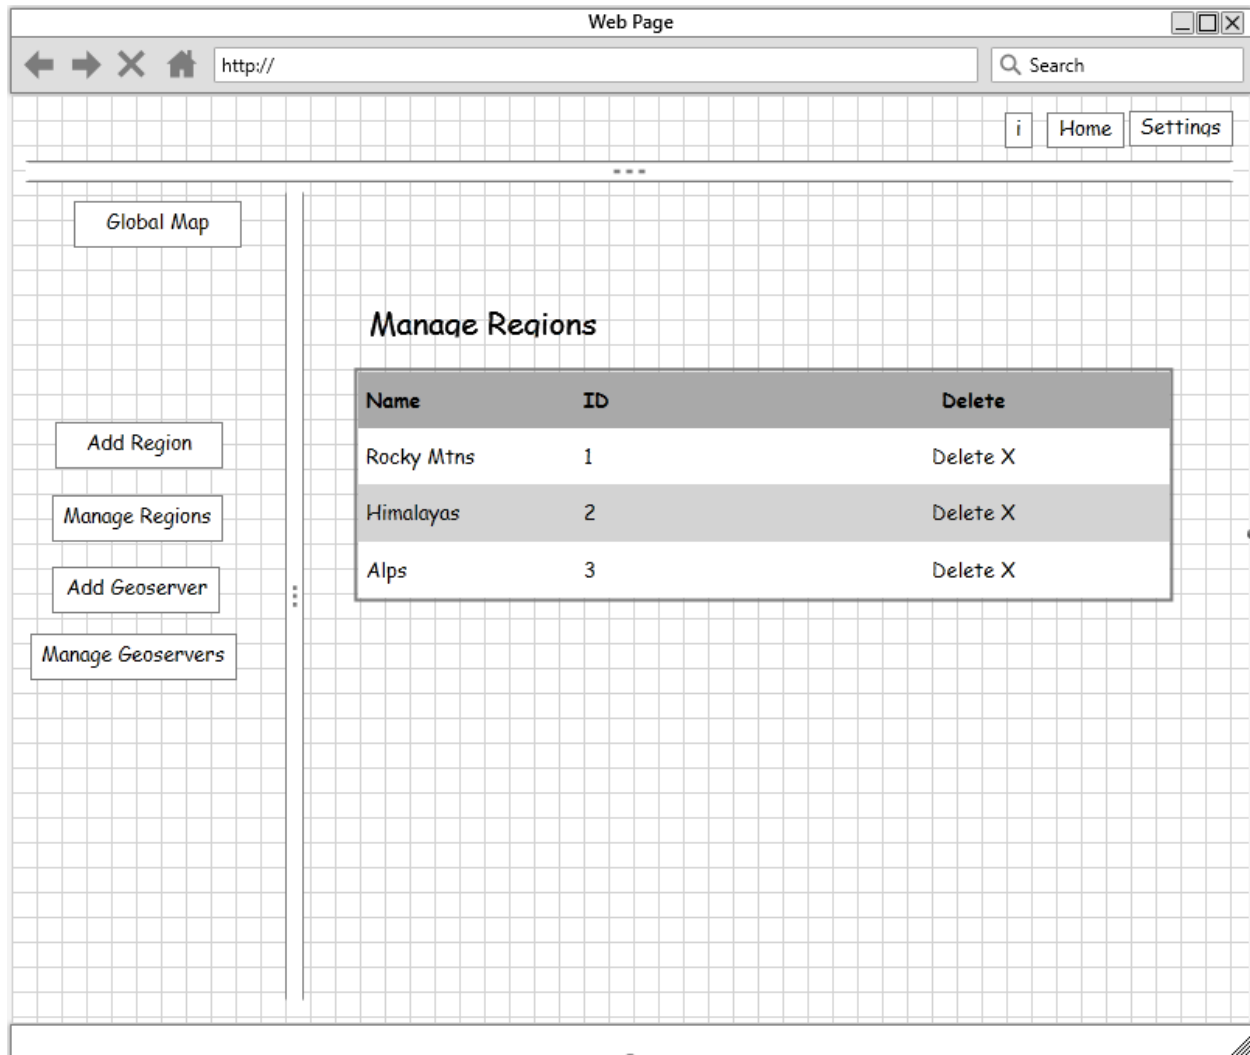 Web Page
http://
Search
i
Home
Settings
Global Map
Manage Regions
Name ID Delete
Rocky Mtns 1 Delete X
Himalayas 2 Delete X
Alps 3 Delete X
Add Region
Manage Regions
Add Geoserver
Manage Geoservers